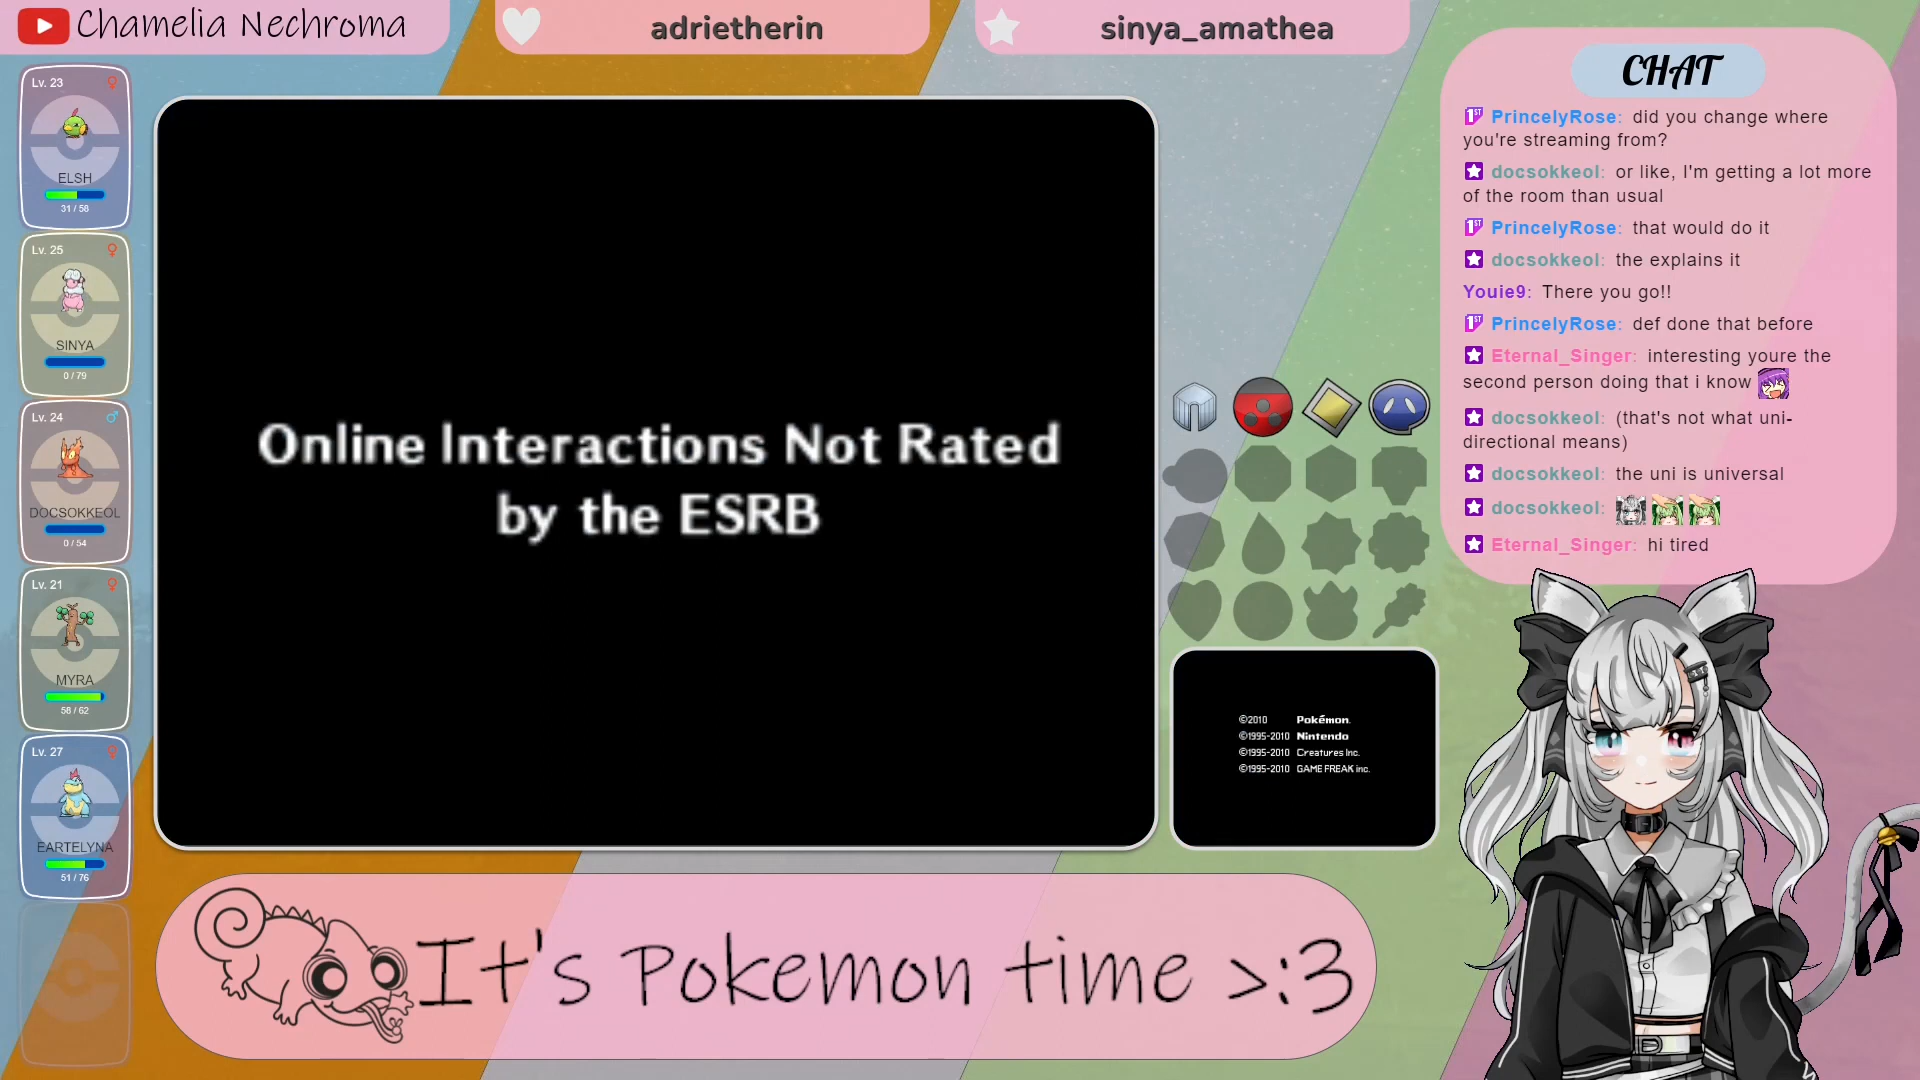 Chamelia Nechroma
adrietherin
sinya_amathea
Lv. 23
ELSH
31 / 58
Lv. 25
SINYA
0 / 79
Lv. 24
DOCSOKKEOL
0 / 54
Lv. 21
MYRA
58 / 62
Lv. 27
EARTELYNA
51 / 76
Online Interactions Not Rated
by the ESRB
©2010 Pokémon.
©1995-2010 Nintendo
©1995-2010 Creatures Inc.
©1995-2010 GAME FREAK inc.
CHAT
1ST PrincelyRose: did you change where
you're streaming from?
docsokkeol: or like, I'm getting a lot more
of the room than usual
1ST PrincelyRose: that would do it
docsokkeol: the explains it
Youie9: There you go!!
1ST PrincelyRose: def done that before
Eternal_Singer: interesting youre the
second person doing that i know
docsokkeol: (that's not what uni-
directional means)
docsokkeol: the uni is universal
docsokkeol:
Eternal_Singer: hi tired
It's Pokemon time >:3